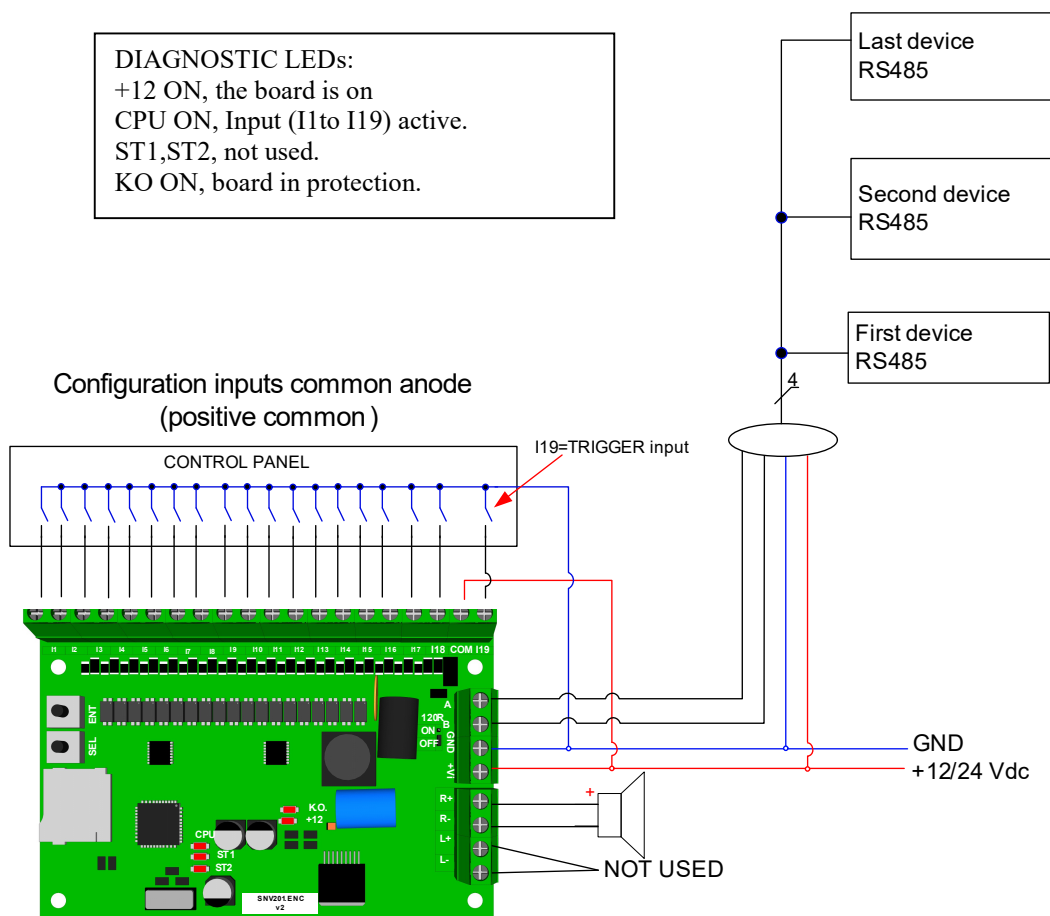 DIAGNOSTIC LEDs:
+12 ON, the board is on
CPU ON, Input (I1to I19) active.
ST1,ST2, not used.
KO ON, board in protection.
Last device
RS485
Second device
RS485
First device
RS485
4
Configuration inputs common anode
(positive common )
CONTROL PANEL
I19=TRIGGER input
I1 I2 I3 I4 I5 I6 I7 I8 I9 I10 I11 I12 I13 I14 I15 I16 I17 I18 COM I19
ENT
SEL
120R
ON
OFF
A
B
GND
+Vi
GND
+12/24 Vdc
R+
R-
L+
L-
+
NOT USED
K.O.
+12
CPU
ST1
ST2
SNV201.ENC
v2